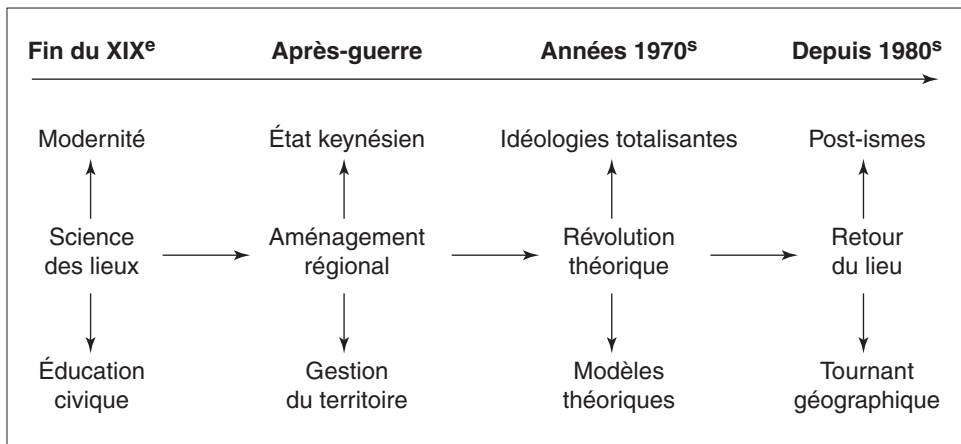 Fin du XIXe Après-guerre Années 1970s Depuis 1980s
Modernité État keynésien Idéologies totalisantes Post-ismes
Science Aménagement Révolution Retour
des lieux régional théorique du lieu
Éducation Gestion Modèles Tournant
civique du territoire théoriques géographique